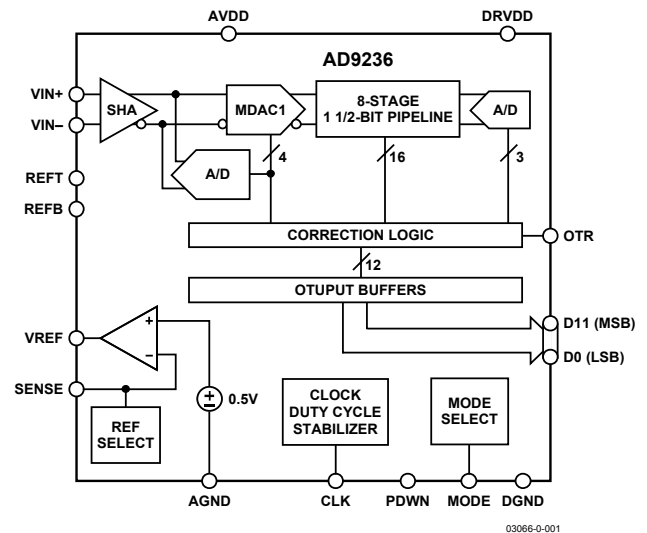 AVDD
DRVDD
AD9236
VIN+
SHA
MDAC1
8-STAGE
1 1/2-BIT PIPELINE
A/D
VIN–
4
16
3
A/D
REFT
REFB
CORRECTION LOGIC
OTR
12
OTUPUT BUFFERS
D11 (MSB)
VREF
+
–
D0 (LSB)
SENSE
+
–
0.5V
CLOCK
DUTY CYCLE
STABILIZER
MODE
SELECT
REF
SELECT
AGND
CLK
PDWN
MODE
DGND
03066-0-001